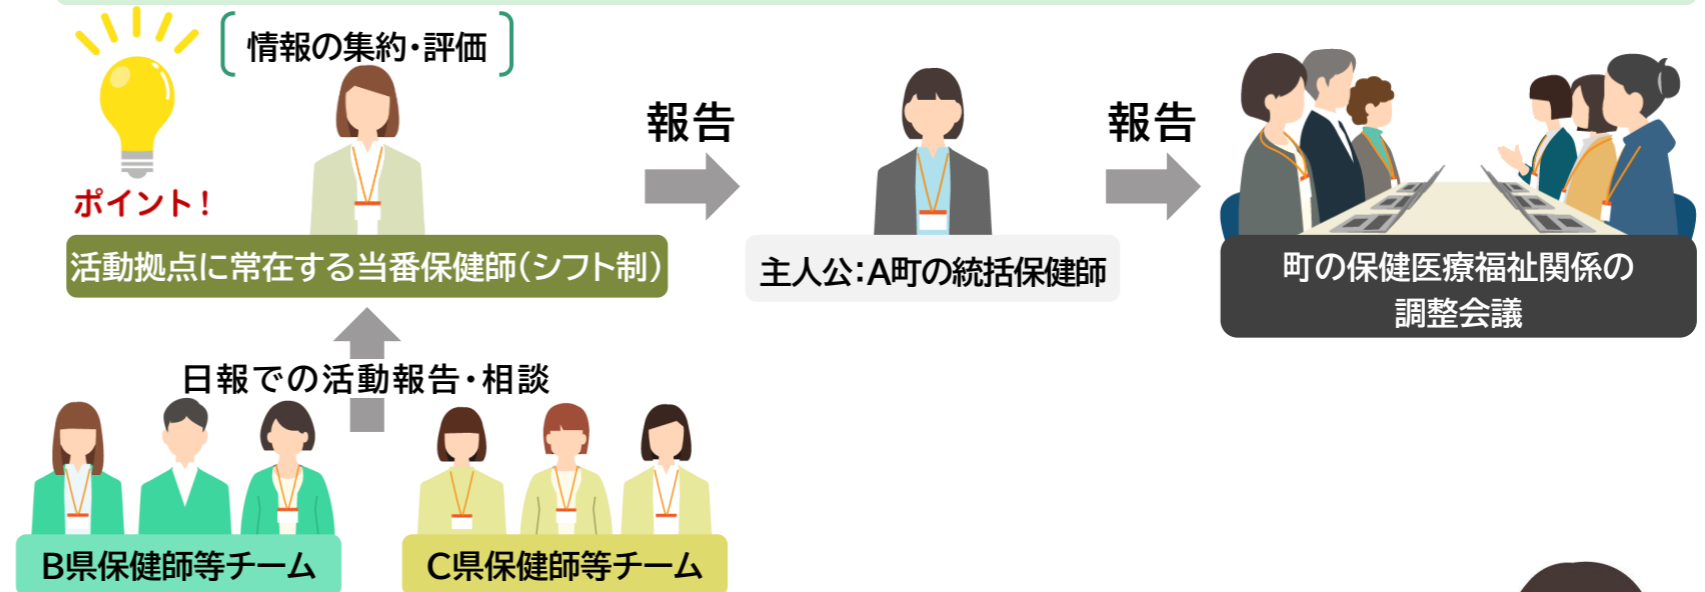 情報の集約・評価
報告
報告
ポイント!
活動拠点に常在する当番保健師(シフト制)
主人公:A町の統括保健師
町の保健医療福祉関係の
調整会議
日報での活動報告・相談
B県保健師等チーム
C県保健師等チーム